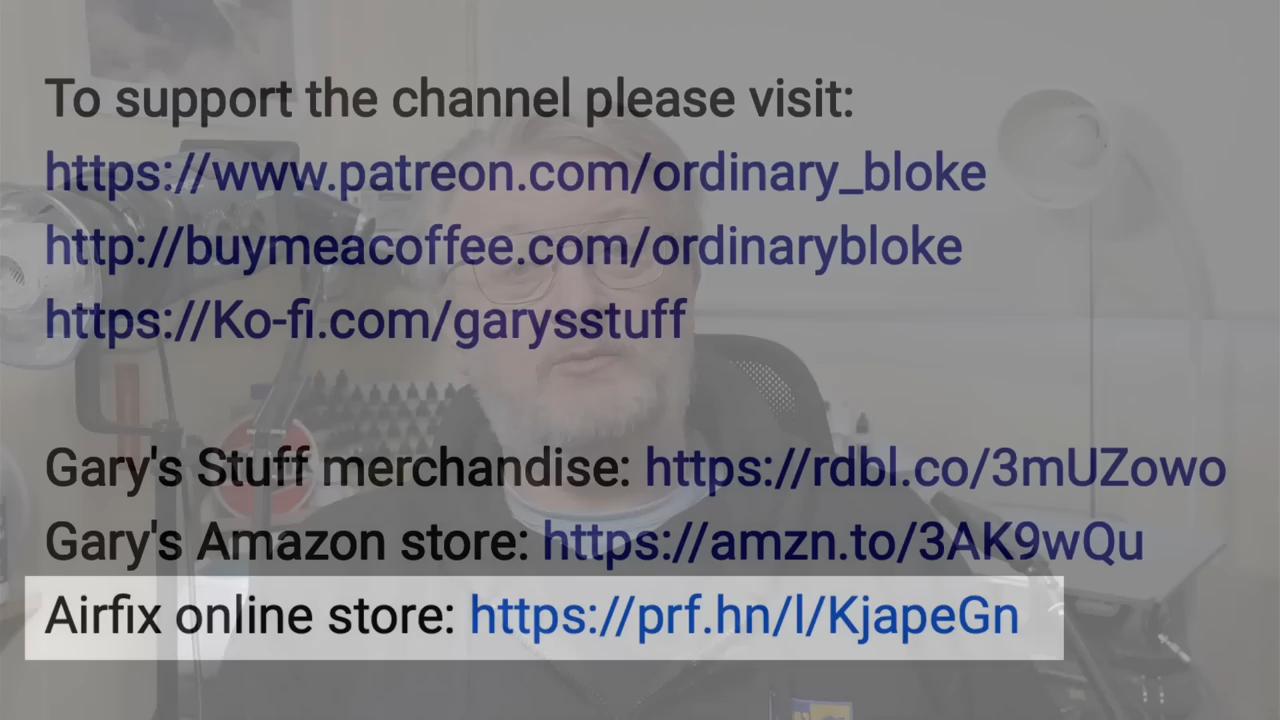 To support the channel please visit:
https://www.patreon.com/ordinary_bloke
http://buymeacoffee.com/ordinarybloke
https://Ko-fi.com/garysstuff
Gary's Stuff merchandise: https://rdbl.co/3mUZowo
Gary's Amazon store: https://amzn.to/3AK9wQu
Airfix online store: https://prf.hn/l/KjapeGn